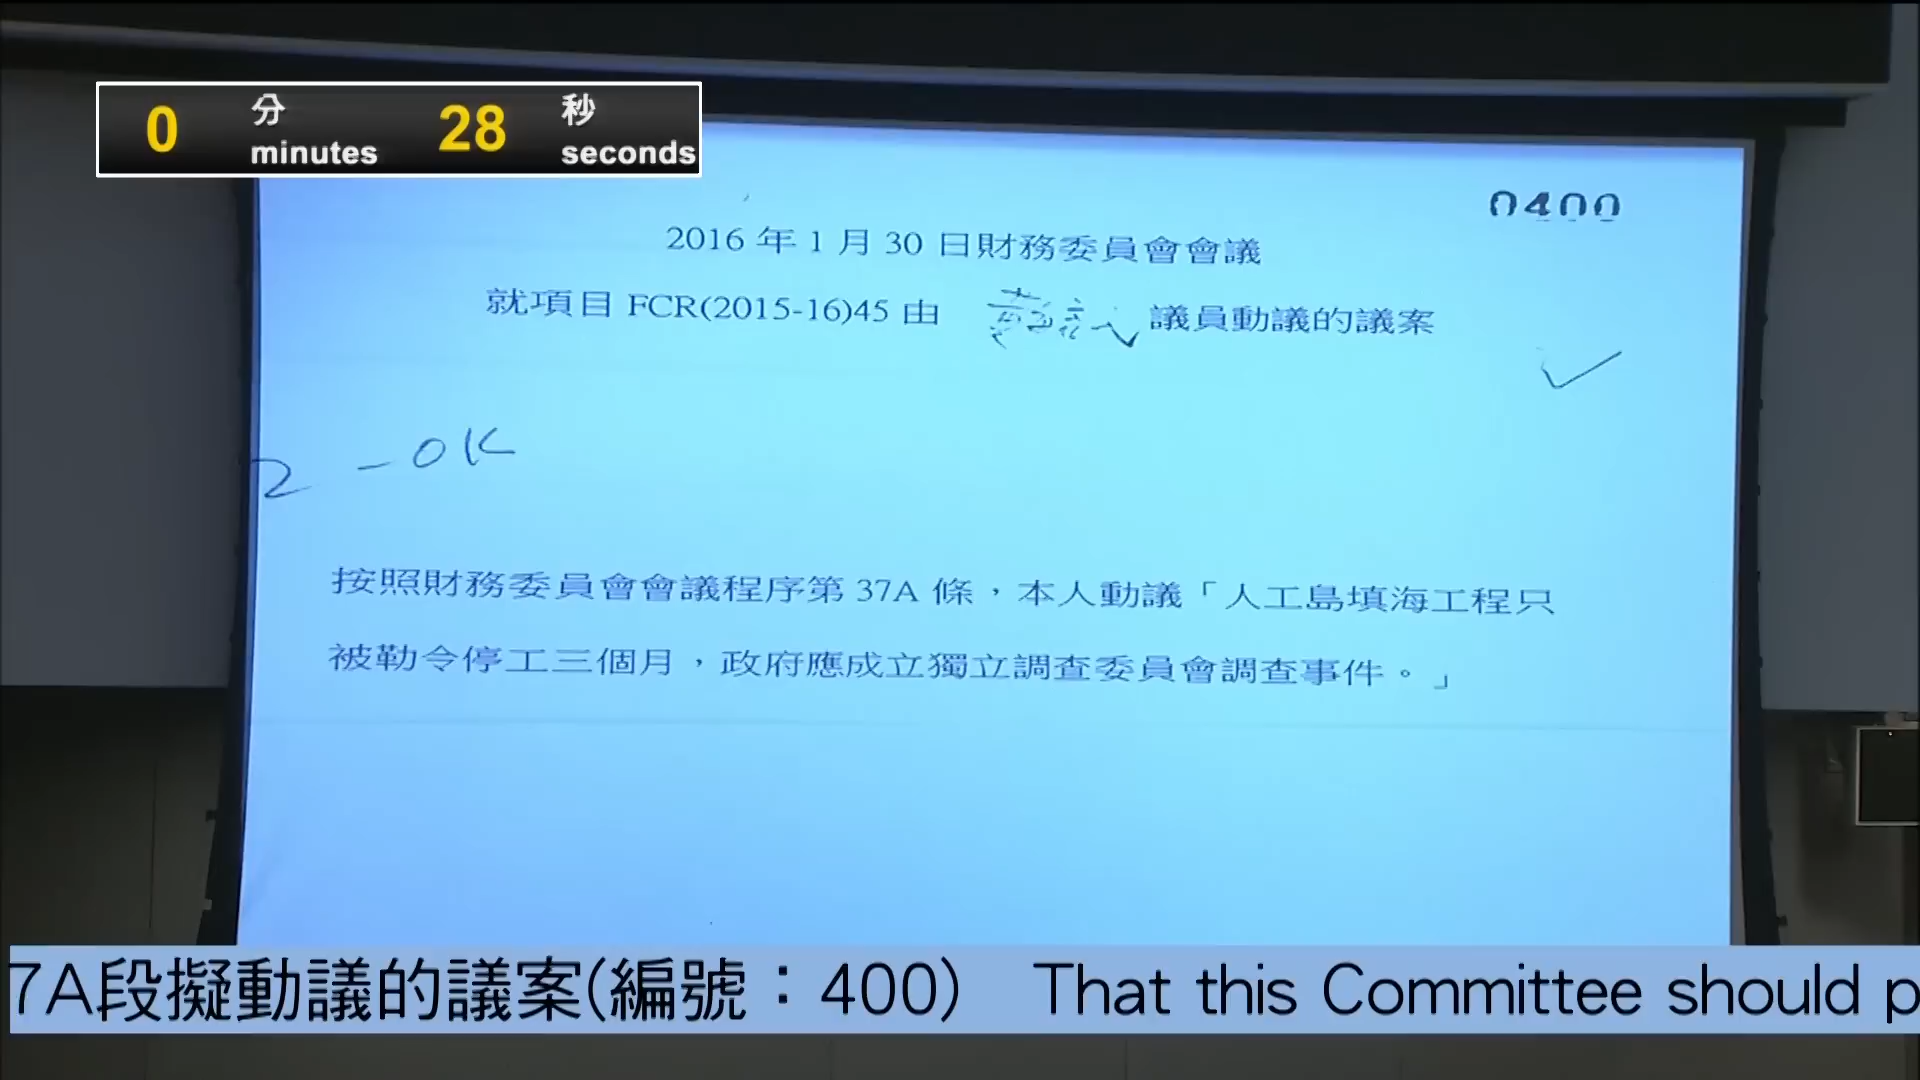 0 分 28 秒
minutes seconds
0400
2016 年 1 月 30 日財務委員會會議
就項目 FCR(2015-16)45 由 黃毓民 議員動議的議案
2 - OK
按照財務委員會會議程序第 37A 條，本人動議「人工島填海工程只
被勒令停工三個月，政府應成立獨立調查委員會調查事件。」
7A段擬動議的議案(編號：400) That this Committee should p